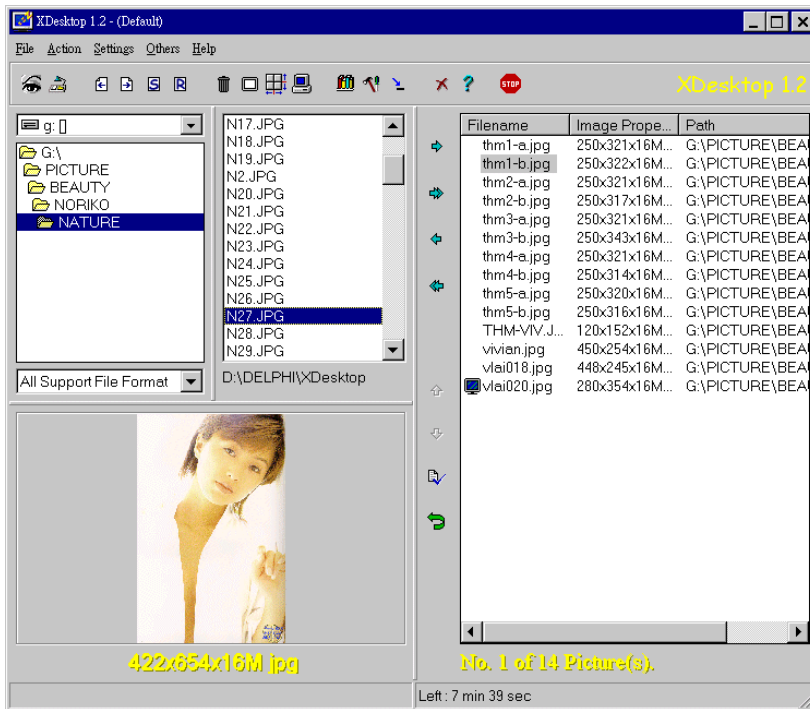 XDesktop 1.2 - (Default)
File Action Settings Others Help
S R STOP XDesktop 1.2
g: []
G:\
PICTURE
BEAUTY
NORIKO
NATURE
All Support File Format
N17.JPG
N18.JPG
N19.JPG
N2.JPG
N20.JPG
N21.JPG
N22.JPG
N23.JPG
N24.JPG
N25.JPG
N26.JPG
N27.JPG
N28.JPG
N29.JPG
D:\DELPHI\XDesktop
Filename Image Prope... Path
thm1-a.jpg 250x321x16M... G:\PICTURE\BEA
thm1-b.jpg 250x322x16M... G:\PICTURE\BEA
thm2-a.jpg 250x321x16M... G:\PICTURE\BEA
thm2-b.jpg 250x317x16M... G:\PICTURE\BEA
thm3-a.jpg 250x321x16M... G:\PICTURE\BEA
thm3-b.jpg 250x343x16M... G:\PICTURE\BEA
thm4-a.jpg 250x321x16M... G:\PICTURE\BEA
thm4-b.jpg 250x314x16M... G:\PICTURE\BEA
thm5-a.jpg 250x320x16M... G:\PICTURE\BEA
thm5-b.jpg 250x316x16M... G:\PICTURE\BEA
THM-VIV.J... 120x152x16M... G:\PICTURE\BEA
vivian.jpg 450x254x16M... G:\PICTURE\BEA
vlai018.jpg 448x245x16M... G:\PICTURE\BEA
vlai020.jpg 280x354x16M... G:\PICTURE\BEA
422x654x16M jpg
No. 1 of 14 Picture(s).
Left : 7 min 39 sec